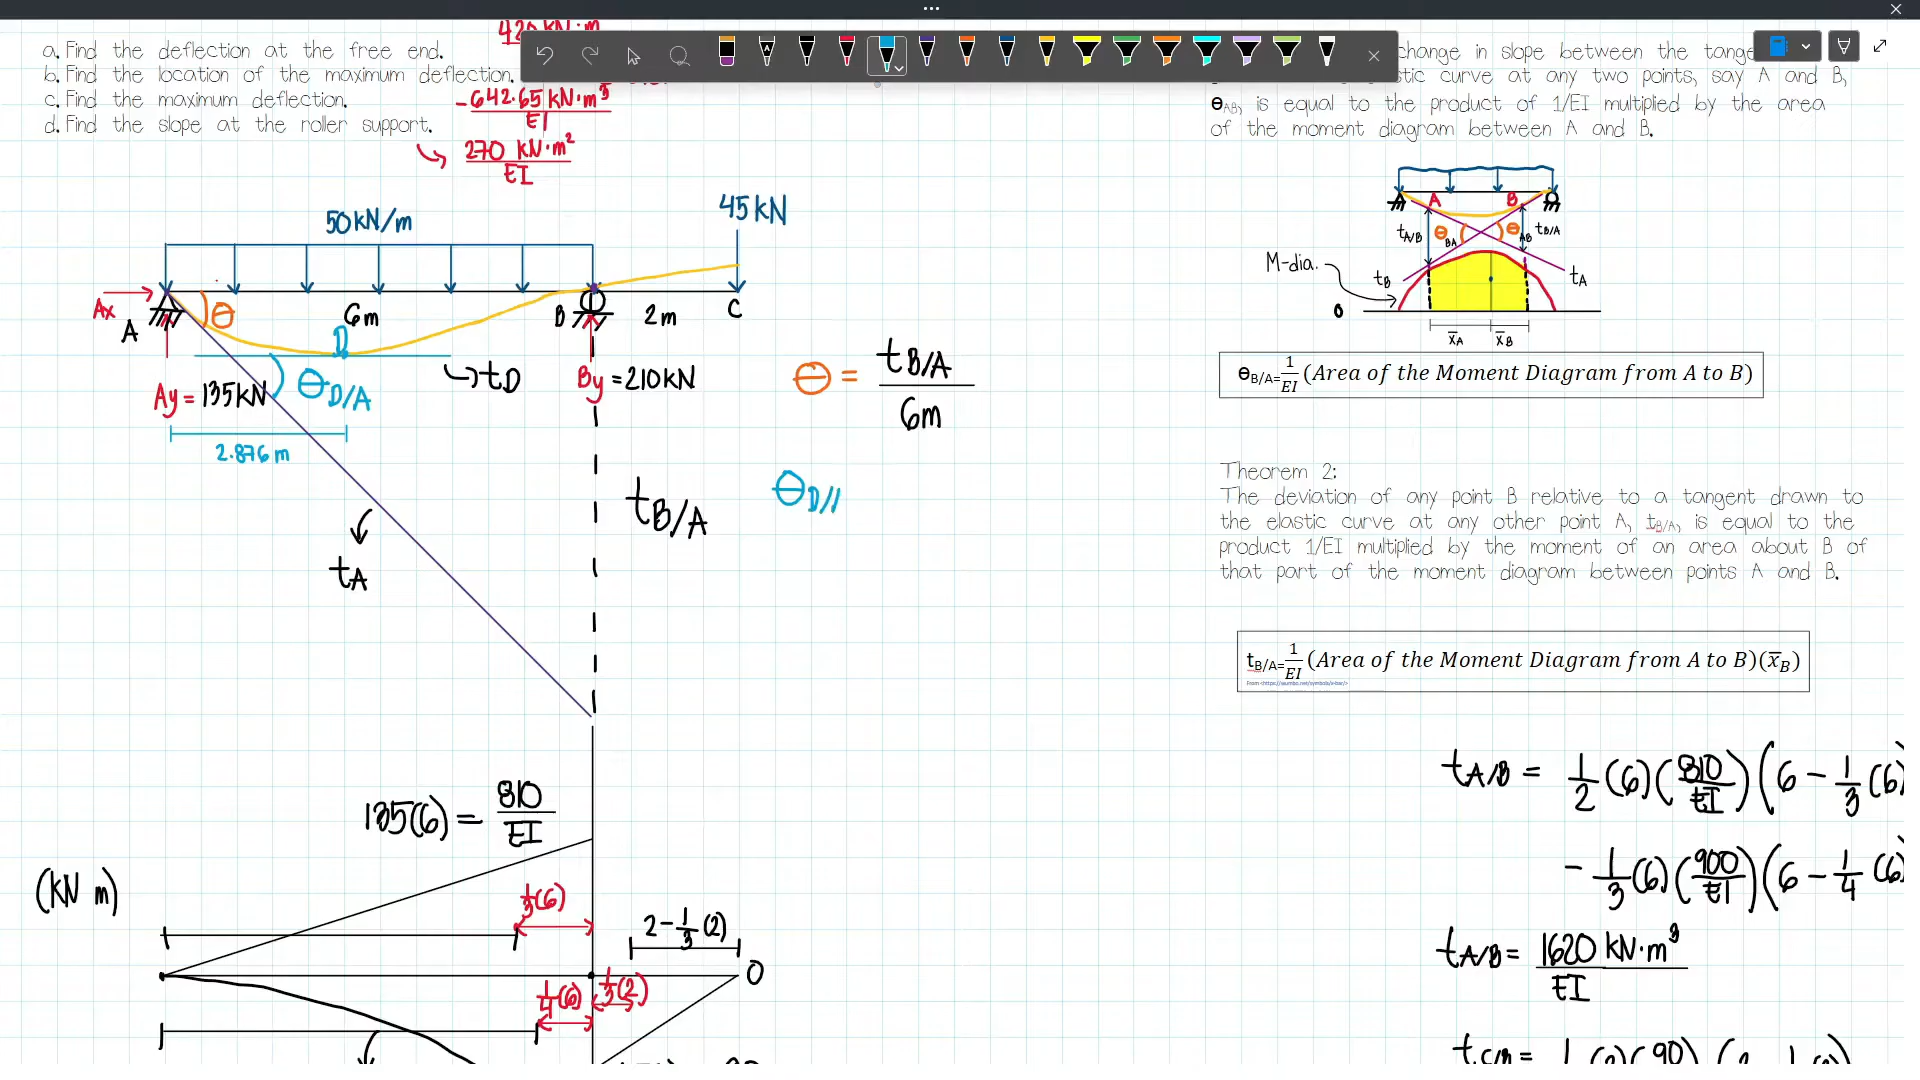 a. Find the deflection at the free end.
b. Find the location of the maximum deflection.
c. Find the maximum deflection.
d. Find the slope at the roller support.
-642.65 KN·m³
EI
270 KN·m²
EI
50KN/m
45KN
Ax
A
θ
6m
D
B
2m
C
Ay = 135KN
θD/A
tD
By = 210KN
2.876m
θ = tB/A
6m
tB/A
θD/
tA
135(6) = 810
EI
(KN m)
1/3(6)
2-1/3(2)
0
1/4(6)
1/3(2)
change in slope between the
elastic curve at any two points, say A and B,
θAB, is equal to the product of 1/EI multiplied by the area
of the moment diagram between A and B.
A
B
tA/B
θBA
θAB
tB/A
M-dia.
tB
tA
0
x̄A
x̄B
θB/A=1/EI (Area of the Moment Diagram from A to B)
Theorem 2:
The deviation of any point B relative to a tangent drawn to
the elastic curve at any other point A, tB/A, is equal to the
product 1/EI multiplied by the moment of an area about B of
that part of the moment diagram between points A and B.
tB/A=1/EI (Area of the Moment Diagram from A to B)(x̄B)
tA/B = 1/2 (6)(810/EI)(6 - 1/3 (6)
- 1/3 (6)(900/EI)(6 - 1/4 (6)
tA/B = 1620 KN·m³
EI